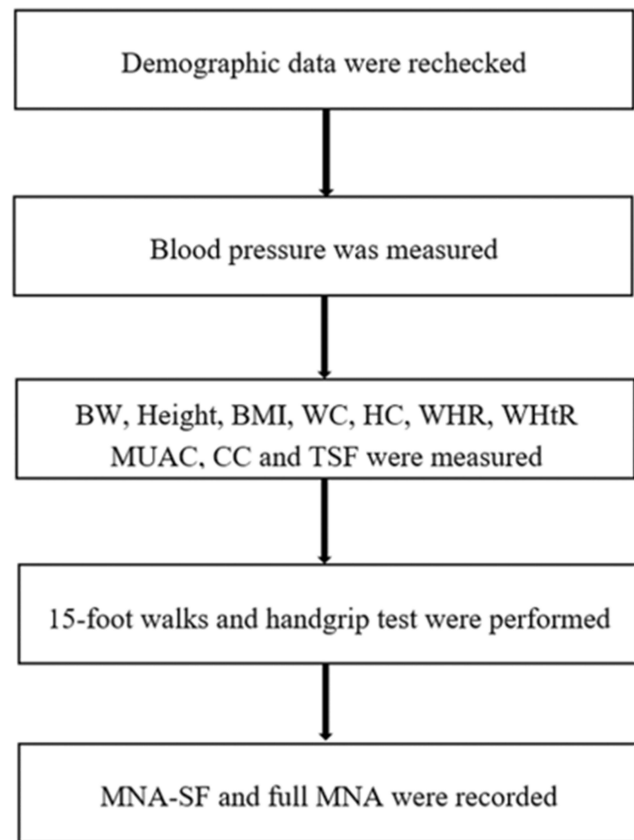 Demographic data were rechecked
Blood pressure was measured
BW, Height, BMI, WC, HC, WHR, WHtR
MUAC, CC and TSF were measured
15-foot walks and handgrip test were performed
MNA-SF and full MNA were recorded